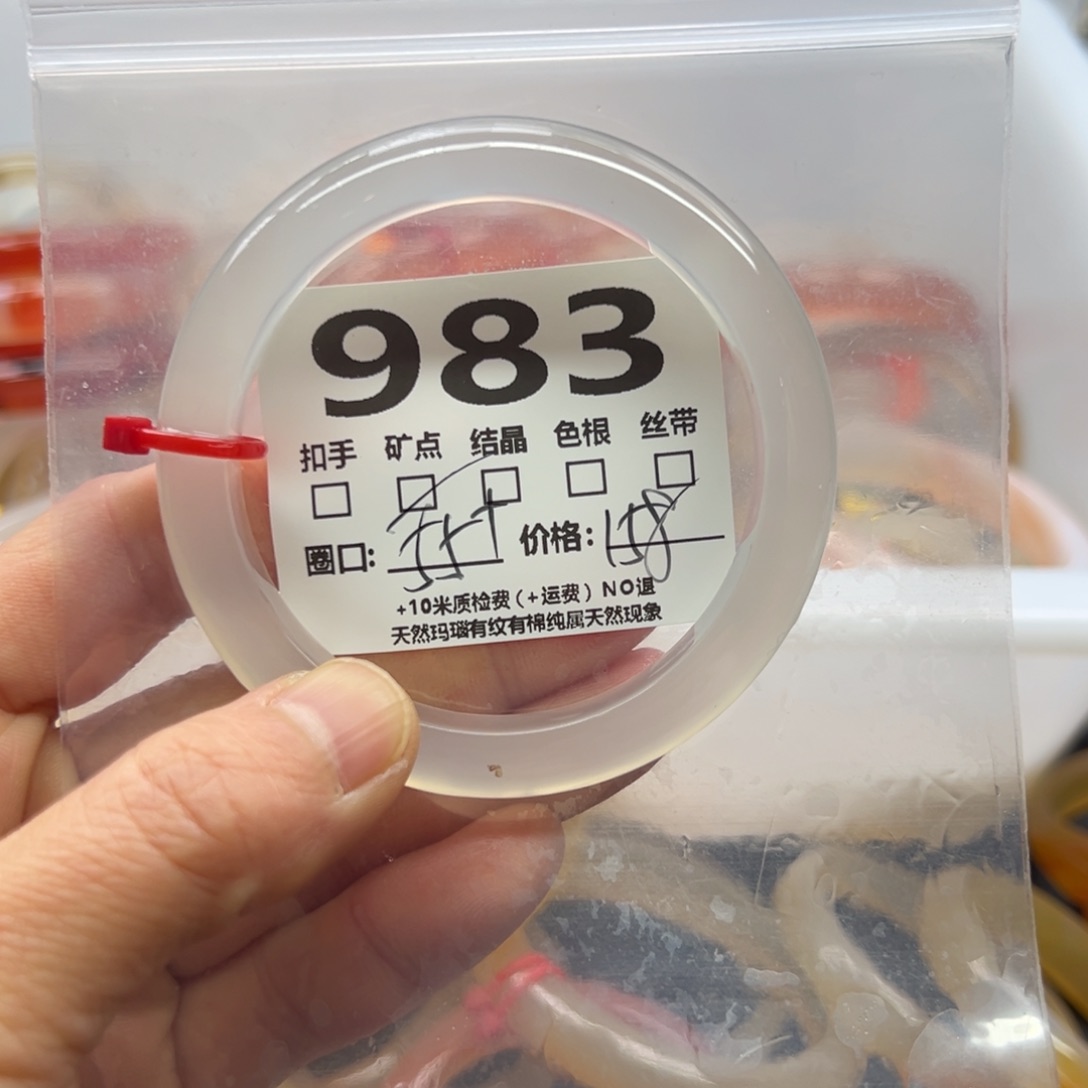 983
扣手 矿点 结晶 色根 丝带
圈口: 价格: 158
+10米质检费(+运费) NO退
天然玛瑙有纹有棉纯属天然现象